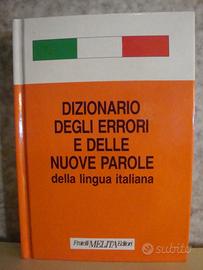 DIZIONARIO
DEGLI ERRORI
E DELLE
NUOVE PAROLE
della lingua italiana
Fratelli MELITA Editori
subito